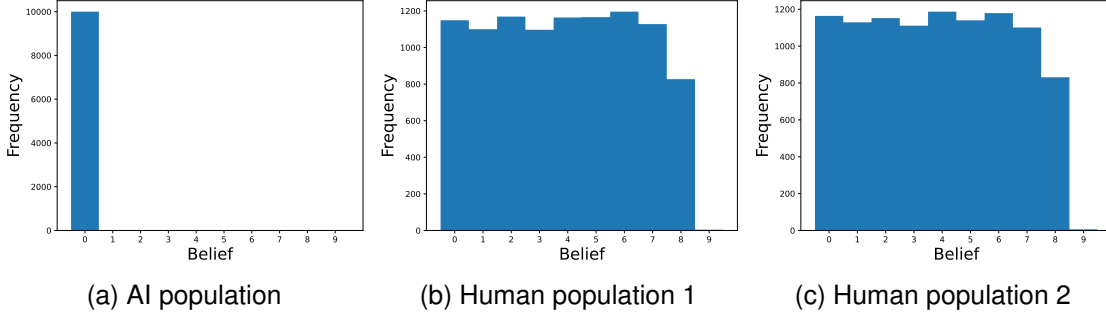 10000
8000
6000
4000
2000
0
Frequency
0 1 2 3 4 5 6 7 8 9
Belief
(a) AI population
1200
1000
800
600
400
200
0
Frequency
0 1 2 3 4 5 6 7 8 9
Belief
(b) Human population 1
1200
1000
800
600
400
200
0
Frequency
0 1 2 3 4 5 6 7 8 9
Belief
(c) Human population 2